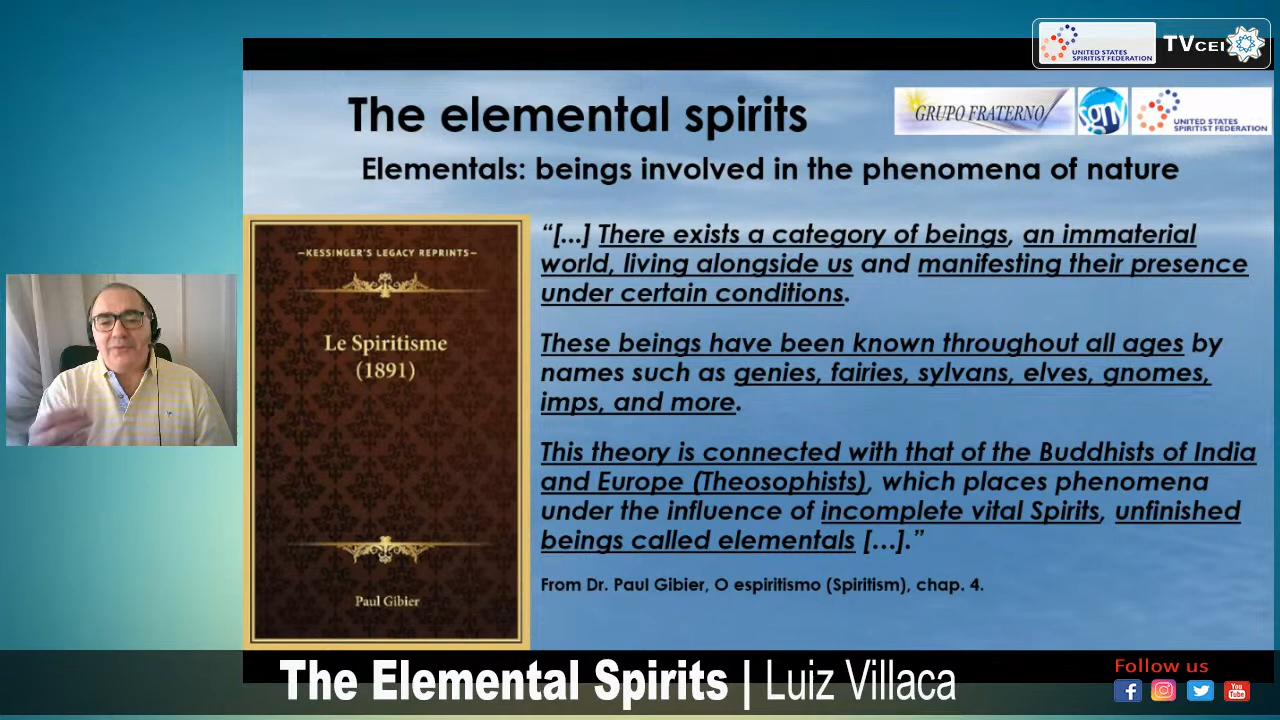 UNITED STATES
SPIRITIST FEDERATION
TVCEI
The elemental spirits
GRUPO FRATERNO
sgny
UNITED STATES
SPIRITIST FEDERATION
Elementals: beings involved in the phenomena of nature
~KESSINGER'S LEGACY REPRINTS~
Le Spiritisme
(1891)
Paul Gibier
“[...] There exists a category of beings, an immaterial
world, living alongside us and manifesting their presence
under certain conditions.
These beings have been known throughout all ages by
names such as genies, fairies, sylvans, elves, gnomes,
imps, and more.
This theory is connected with that of the Buddhists of India
and Europe (Theosophists), which places phenomena
under the influence of incomplete vital Spirits, unfinished
beings called elementals [...].”
From Dr. Paul Gibier, O espiritismo (Spiritism), chap. 4.
The Elemental Spirits | Luiz Villaca
Follow us
You
Tube